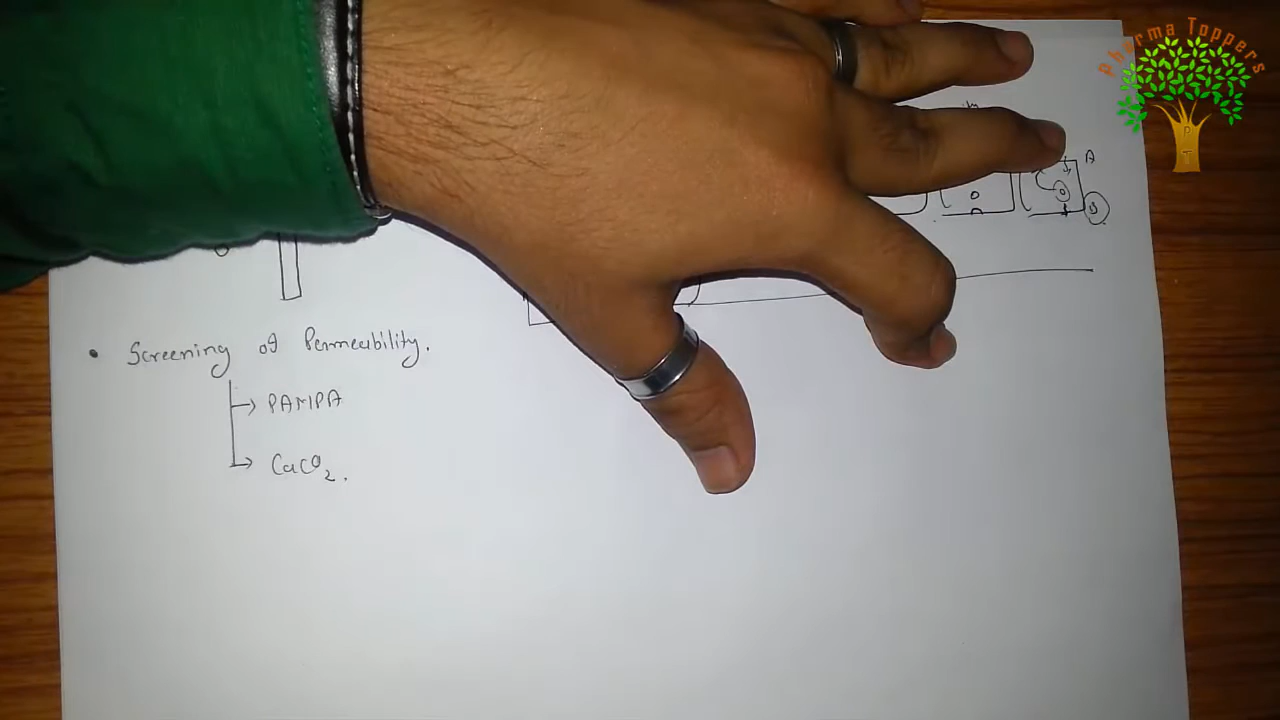 Pharma Toppers
P
T
A
B
• Screening of Permeability.
→ PAMPA
→ CaCO2.